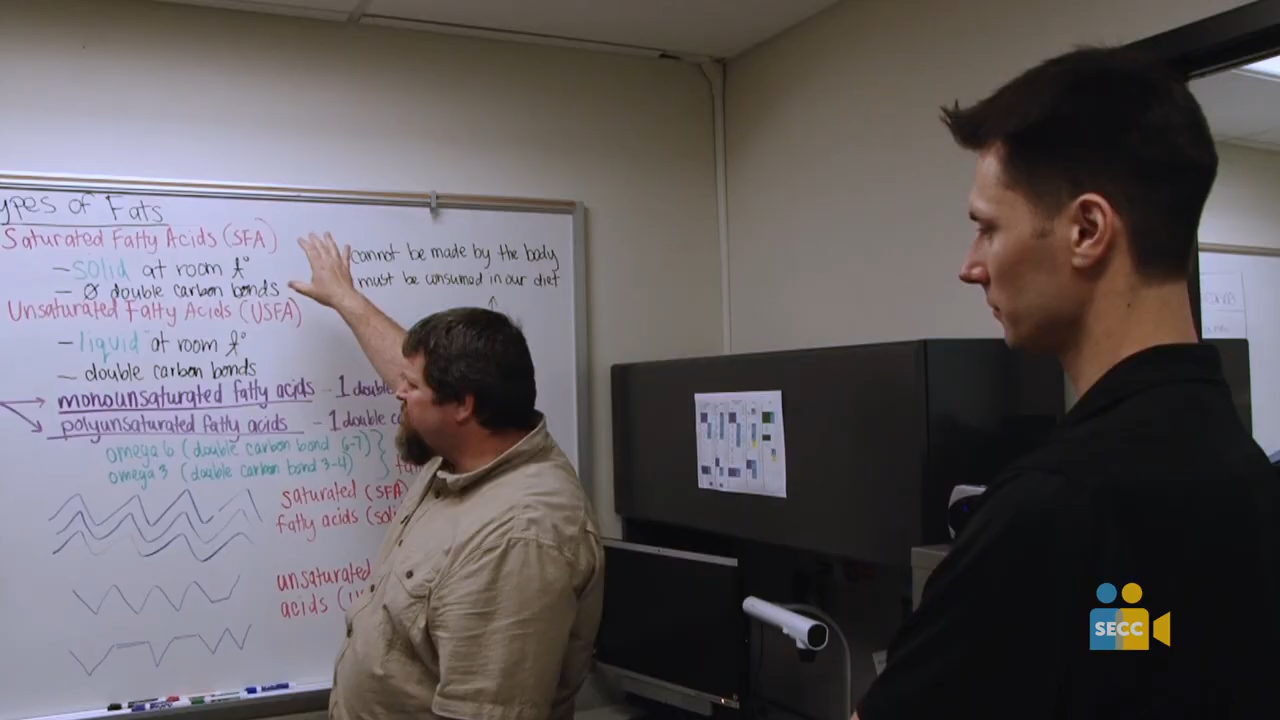 ypes of Fats
Saturated Fatty Acids (SFA)
- solid at room t°
- Ø double carbon bonds
Unsaturated Fatty Acids (USFA)
- liquid at room t°
- double carbon bonds
monounsaturated fatty acids - 1 double
polyunsaturated fatty acids - 1 double c
omega 6 (double carbon bond 6-7)
omega 3 (double carbon bond 3-4)
cannot be made by the body
must be consumed in our diet
saturated (SFA)
fatty acids (soli
unsaturated
acids (U
SECC